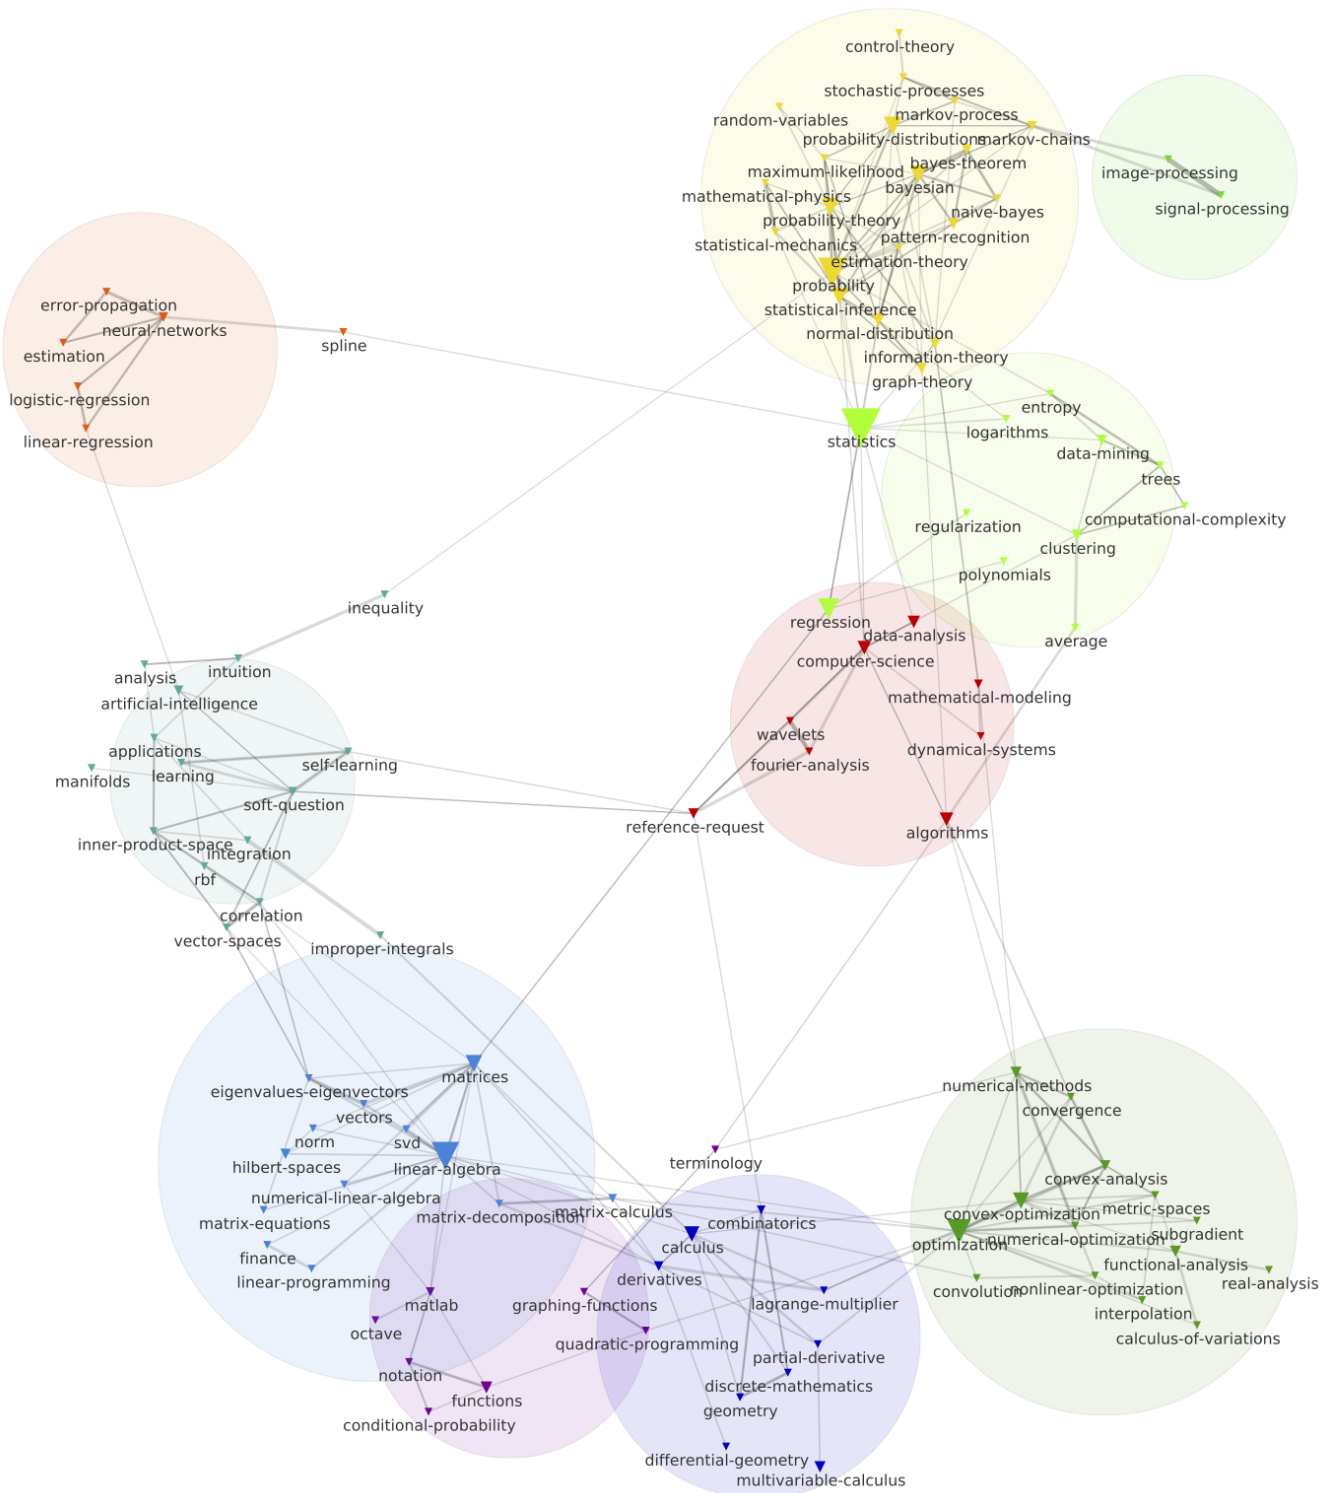 control-theory
stochastic-processes
markov-process
random-variables
probability-distributions
markov-chains
bayes-theorem
image-processing
maximum-likelihood
bayesian
mathematical-physics
signal-processing
naive-bayes
probability-theory
pattern-recognition
statistical-mechanics
estimation-theory
probability
error-propagation
statistical-inference
neural-networks
normal-distribution
spline
estimation
information-theory
graph-theory
logistic-regression
entropy
logarithms
linear-regression
statistics
data-mining
trees
computational-complexity
regularization
clustering
polynomials
inequality
regression
data-analysis
average
computer-science
intuition
analysis
mathematical-modeling
artificial-intelligence
wavelets
dynamical-systems
applications
self-learning
fourier-analysis
learning
manifolds
soft-question
reference-request
algorithms
inner-product-space
integration
rbf
correlation
vector-spaces
improper-integrals
matrices
numerical-methods
eigenvalues-eigenvectors
convergence
vectors
norm
svd
terminology
hilbert-spaces
linear-algebra
convex-analysis
numerical-linear-algebra
metric-spaces
matrix-calculus
convex-optimization
matrix-decomposition
matrix-equations
combinatorics
subgradient
numerical-optimization
optimization
calculus
finance
functional-analysis
derivatives
linear-programming
real-analysis
nonlinear-optimization
convolution
lagrange-multiplier
graphing-functions
matlab
interpolation
octave
calculus-of-variations
quadratic-programming
partial-derivative
notation
discrete-mathematics
functions
geometry
conditional-probability
differential-geometry
multivariable-calculus